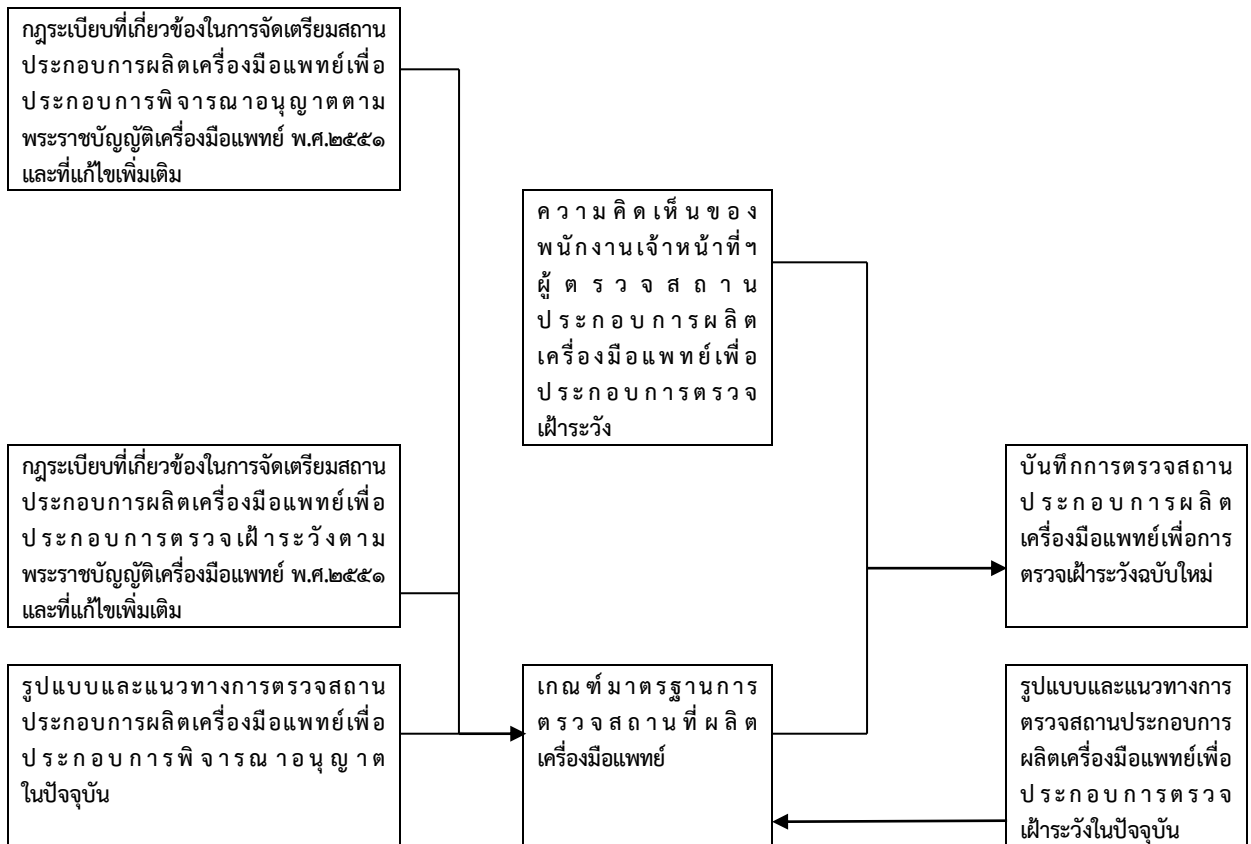 กฎระเบียบที่เกี่ยวข้องในการจัดเตรียมสถาน
ประกอบการผลิตเครื่องมือแพทย์เพื่อ
ประกอบการพิจารณาอนุญาตตาม
พระราชบัญญัติเครื่องมือแพทย์ พ.ศ.๒๕๕๑
และที่แก้ไขเพิ่มเติม
ความคิดเห็นของ
พนักงานเจ้าหน้าที่ฯ
ผู้ตรวจสถาน
ประกอบการผลิต
เครื่องมือแพทย์เพื่อ
ประกอบการตรวจ
เฝ้าระวัง
กฎระเบียบที่เกี่ยวข้องในการจัดเตรียมสถาน
ประกอบการผลิตเครื่องมือแพทย์เพื่อ
ประกอบการตรวจเฝ้าระวังตาม
พระราชบัญญัติเครื่องมือแพทย์ พ.ศ.๒๕๕๑
และที่แก้ไขเพิ่มเติม
บันทึกการตรวจสถาน
ประกอบการผลิต
เครื่องมือแพทย์เพื่อการ
ตรวจเฝ้าระวังฉบับใหม่
รูปแบบและแนวทางการตรวจสถาน
ประกอบการผลิตเครื่องมือแพทย์เพื่อ
ประกอบการพิจารณาอนุญาต
ในปัจจุบัน
เกณฑ์มาตรฐานการ
ตรวจสถานที่ผลิต
เครื่องมือแพทย์
รูปแบบและแนวทางการ
ตรวจสถานประกอบการ
ผลิตเครื่องมือแพทย์เพื่อ
ประกอบการตรวจ
เฝ้าระวังในปัจจุบัน